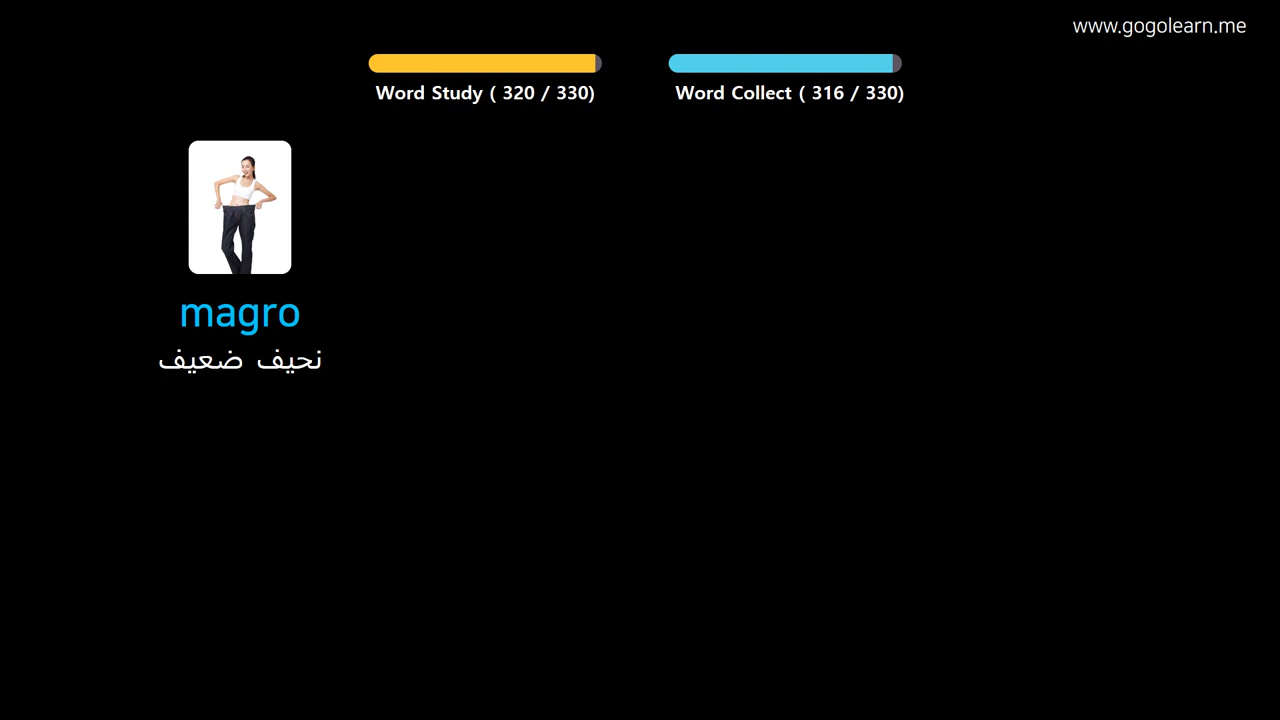 www.gogolearn.me
Word Study ( 320 / 330)
Word Collect ( 316 / 330)
magro
نحيف ضعيف